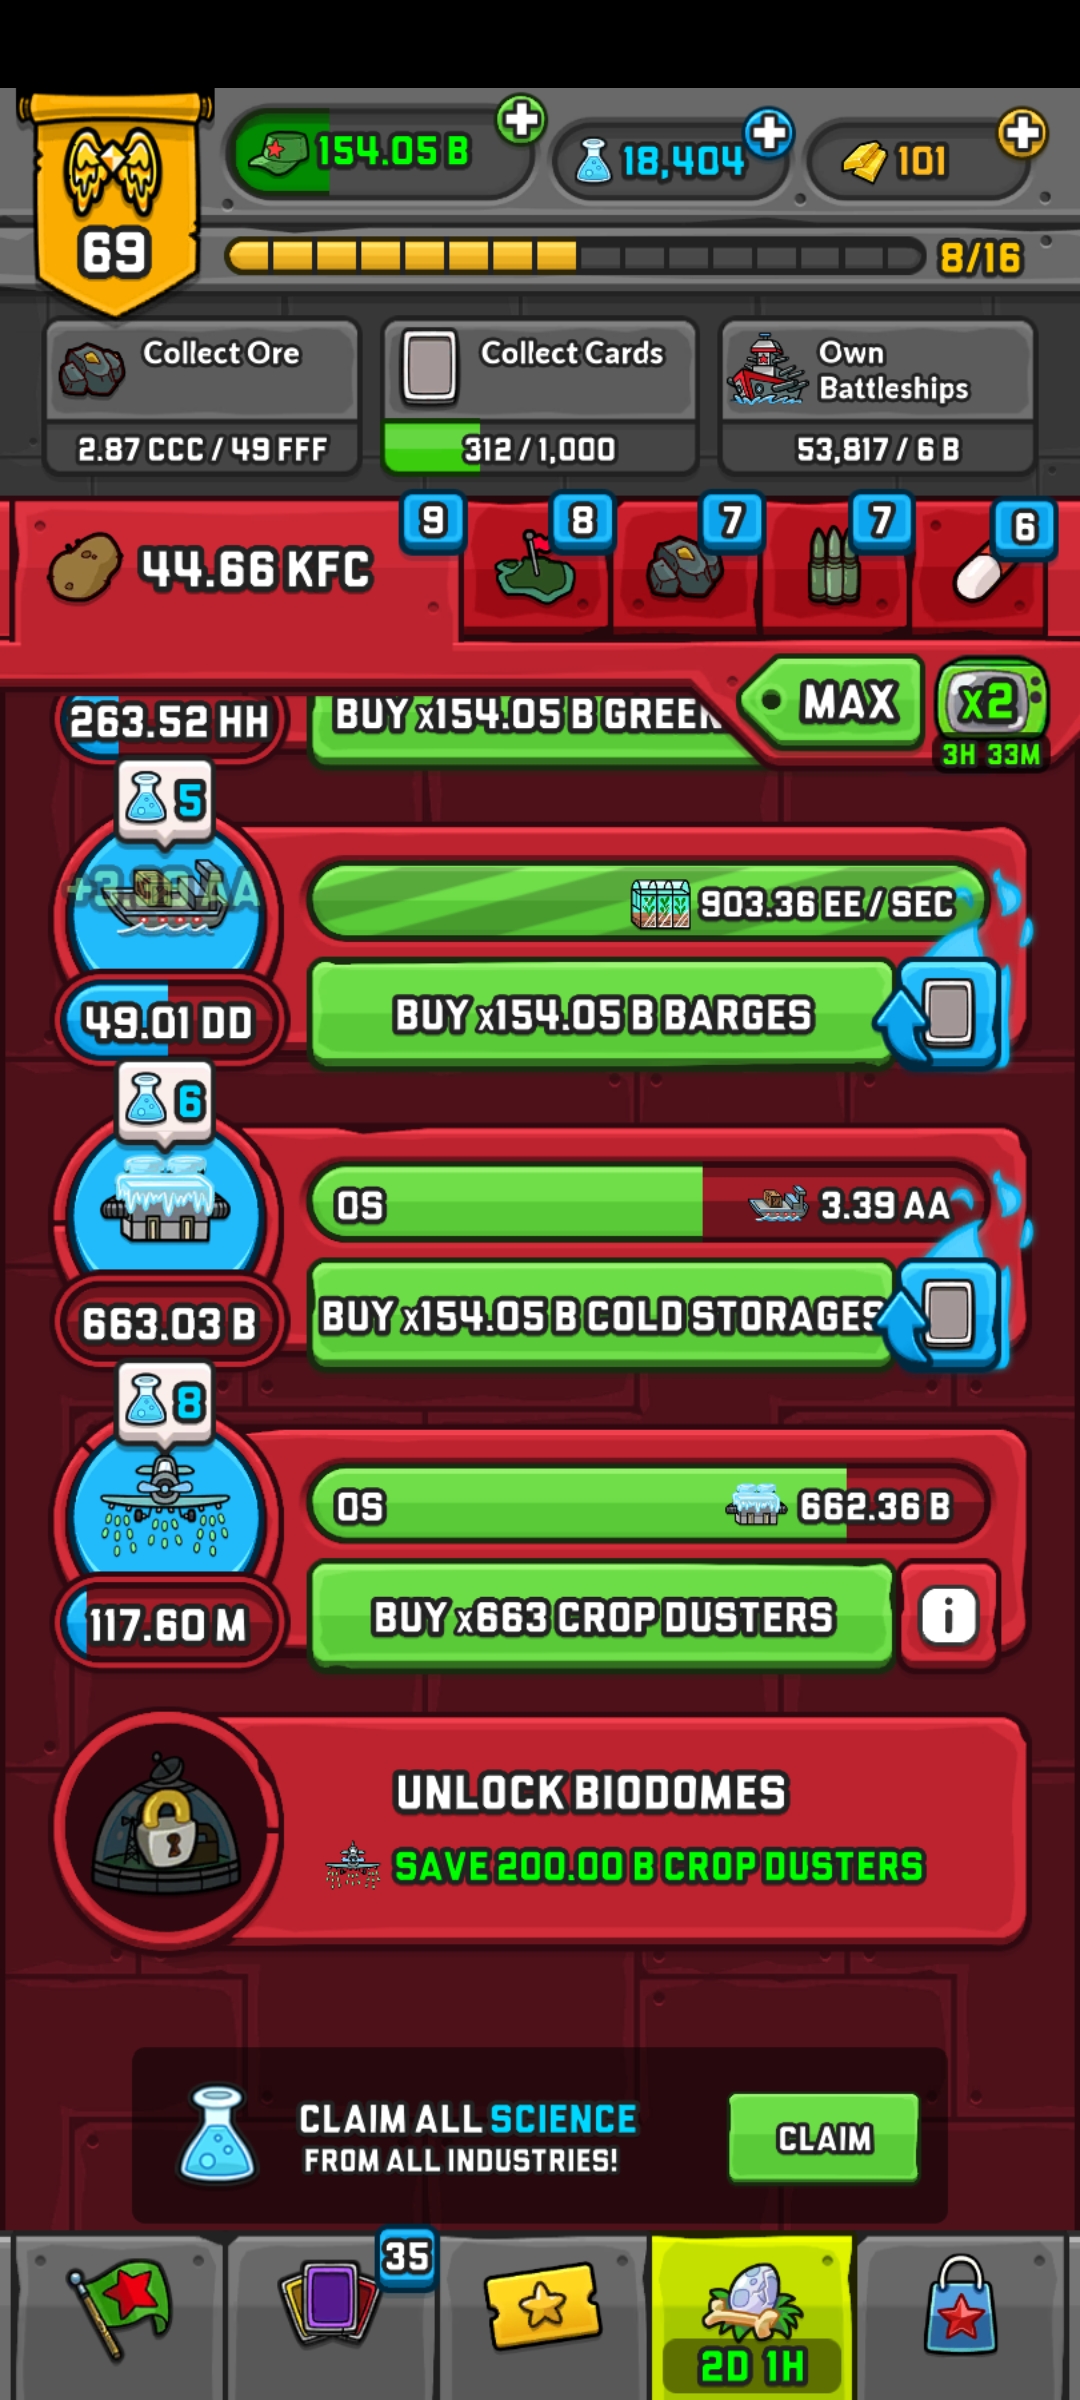 154.05 B
18,404
101
69
8/16
Collect Ore
2.87 CCC / 49 FFF
Collect Cards
312 / 1,000
Own
Battleships
53,817 / 6 B
44.66 KFC
9
8
7
7
6
MAX
x2
3H 33M
263.52 HH
BUY x154.05 B GREEN
5
903.36 EE / SEC
49.01 DD
BUY x154.05 B BARGES
6
0S
3.39 AA
663.03 B
BUY x154.05 B COLD STORAGES
8
0S
662.36 B
117.60 M
BUY x663 CROP DUSTERS
i
UNLOCK BIODOMES
SAVE 200.00 B CROP DUSTERS
CLAIM ALL SCIENCE
FROM ALL INDUSTRIES!
CLAIM
35
2D 1H